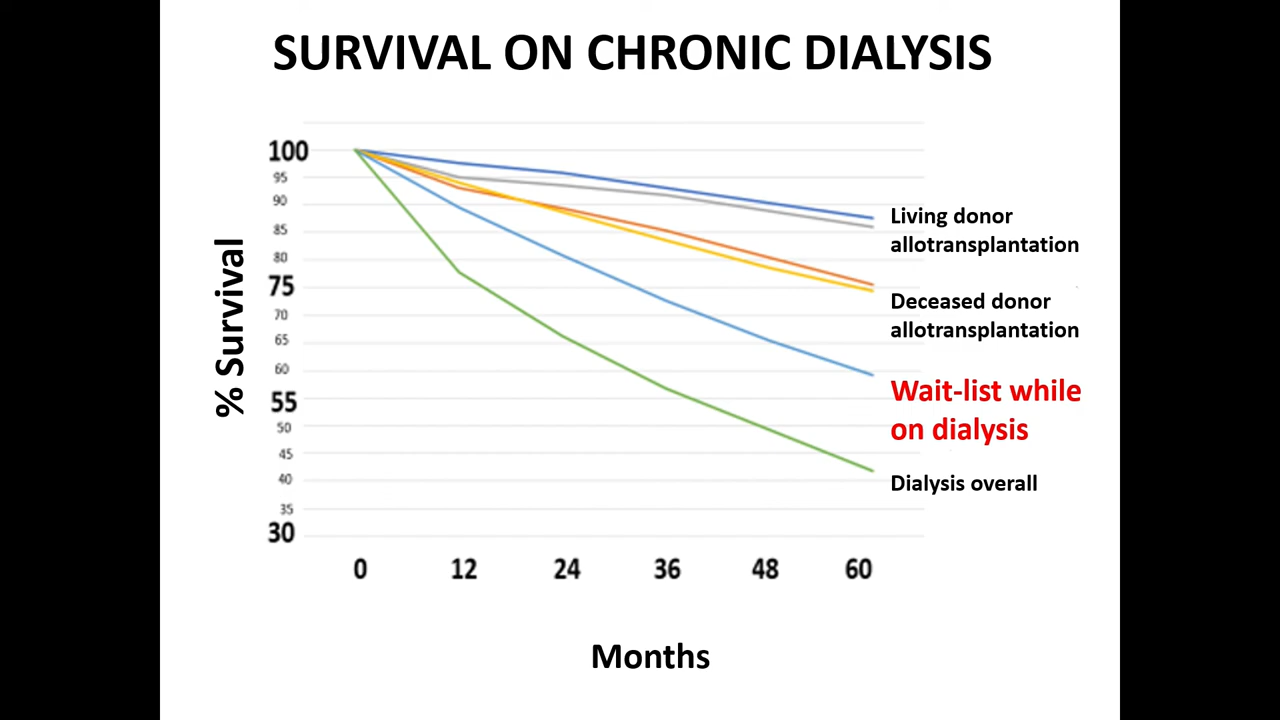 SURVIVAL ON CHRONIC DIALYSIS
% Survival
100
95
90
85
80
75
70
65
60
55
50
45
40
35
30
Living donor
allotransplantation
Deceased donor
allotransplantation
Wait-list while
on dialysis
Dialysis overall
0 12 24 36 48 60
Months